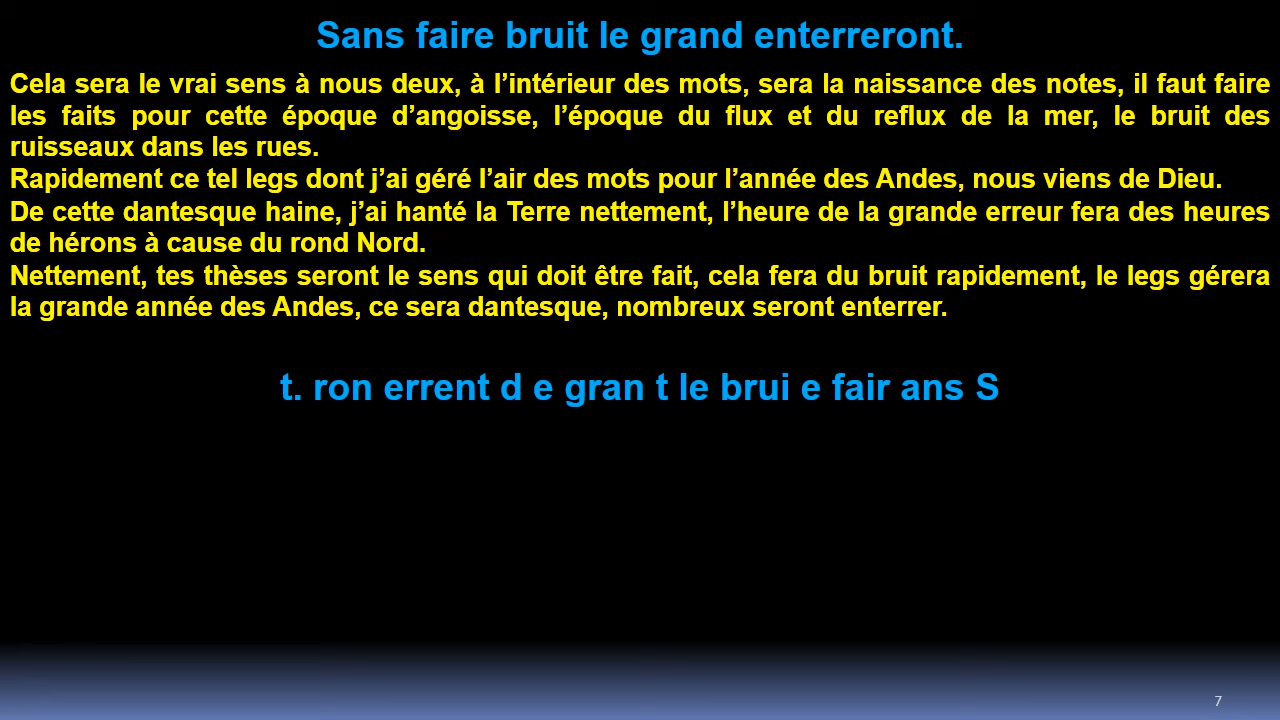 Sans faire bruit le grand enterreront.
Cela sera le vrai sens à nous deux, à l’intérieur des mots, sera la naissance des notes, il faut faire
les faits pour cette époque d’angoisse, l’époque du flux et du reflux de la mer, le bruit des
ruisseaux dans les rues.
Rapidement ce tel legs dont j’ai géré l’air des mots pour l’année des Andes, nous viens de Dieu.
De cette dantesque haine, j’ai hanté la Terre nettement, l’heure de la grande erreur fera des heures
de hérons à cause du rond Nord.
Nettement, tes thèses seront le sens qui doit être fait, cela fera du bruit rapidement, le legs gérera
la grande année des Andes, ce sera dantesque, nombreux seront enterrer.
t. ron errent d e gran t le brui e fair ans S
7